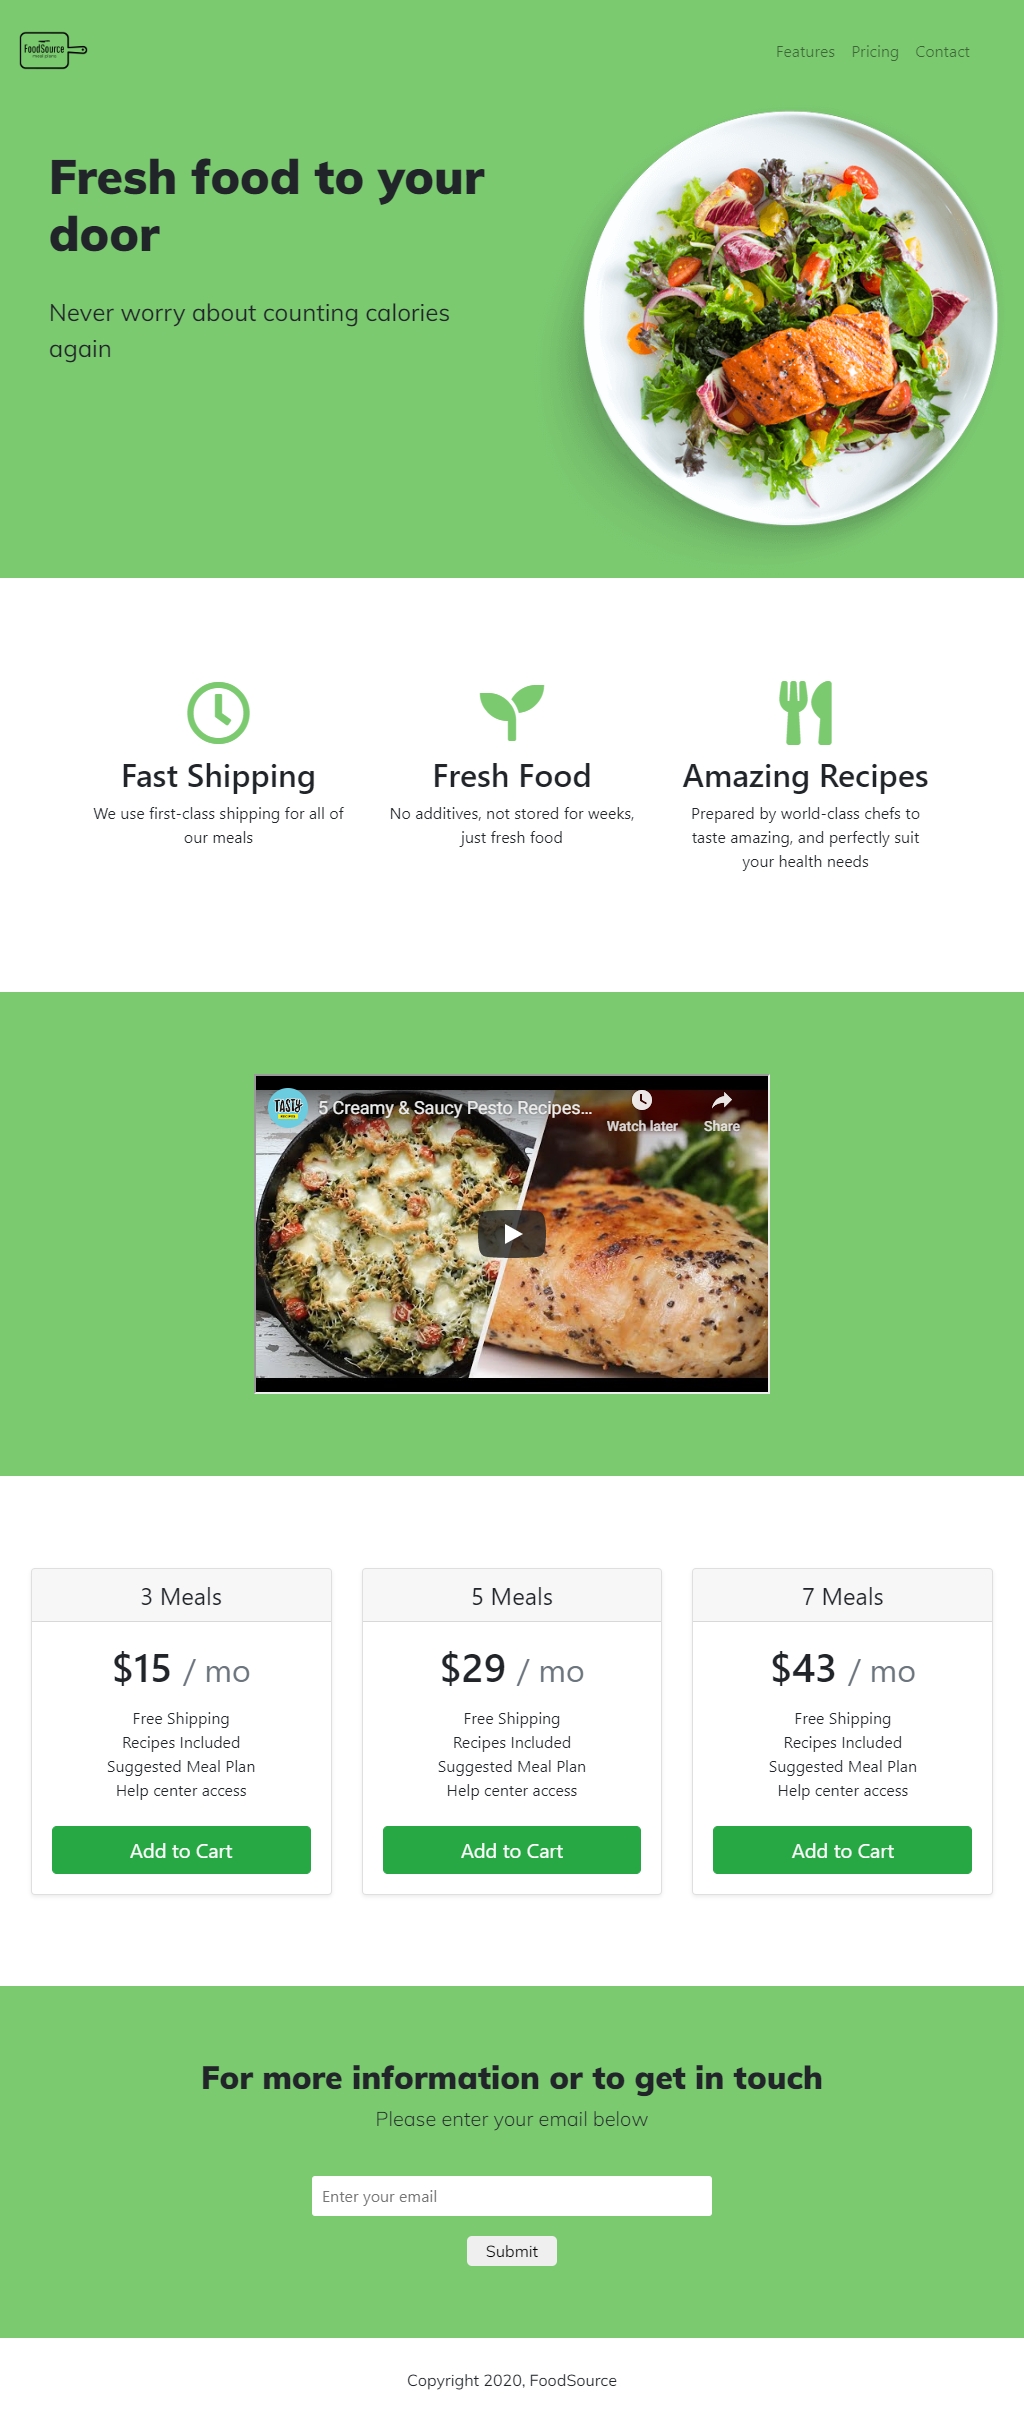 FoodSource
meal plans
Features Pricing Contact
Fresh food to your
door
Never worry about counting calories
again
Fast Shipping
We use first-class shipping for all of
our meals
Fresh Food
No additives, not stored for weeks,
just fresh food
Amazing Recipes
Prepared by world-class chefs to
taste amazing, and perfectly suit
your health needs
TASTY
RECIPES
5 Creamy & Saucy Pesto Recipes...
Watch later
Share
3 Meals
$15 / mo
Free Shipping
Recipes Included
Suggested Meal Plan
Help center access
Add to Cart
5 Meals
$29 / mo
Free Shipping
Recipes Included
Suggested Meal Plan
Help center access
Add to Cart
7 Meals
$43 / mo
Free Shipping
Recipes Included
Suggested Meal Plan
Help center access
Add to Cart
For more information or to get in touch
Please enter your email below
Enter your email
Submit
Copyright 2020, FoodSource